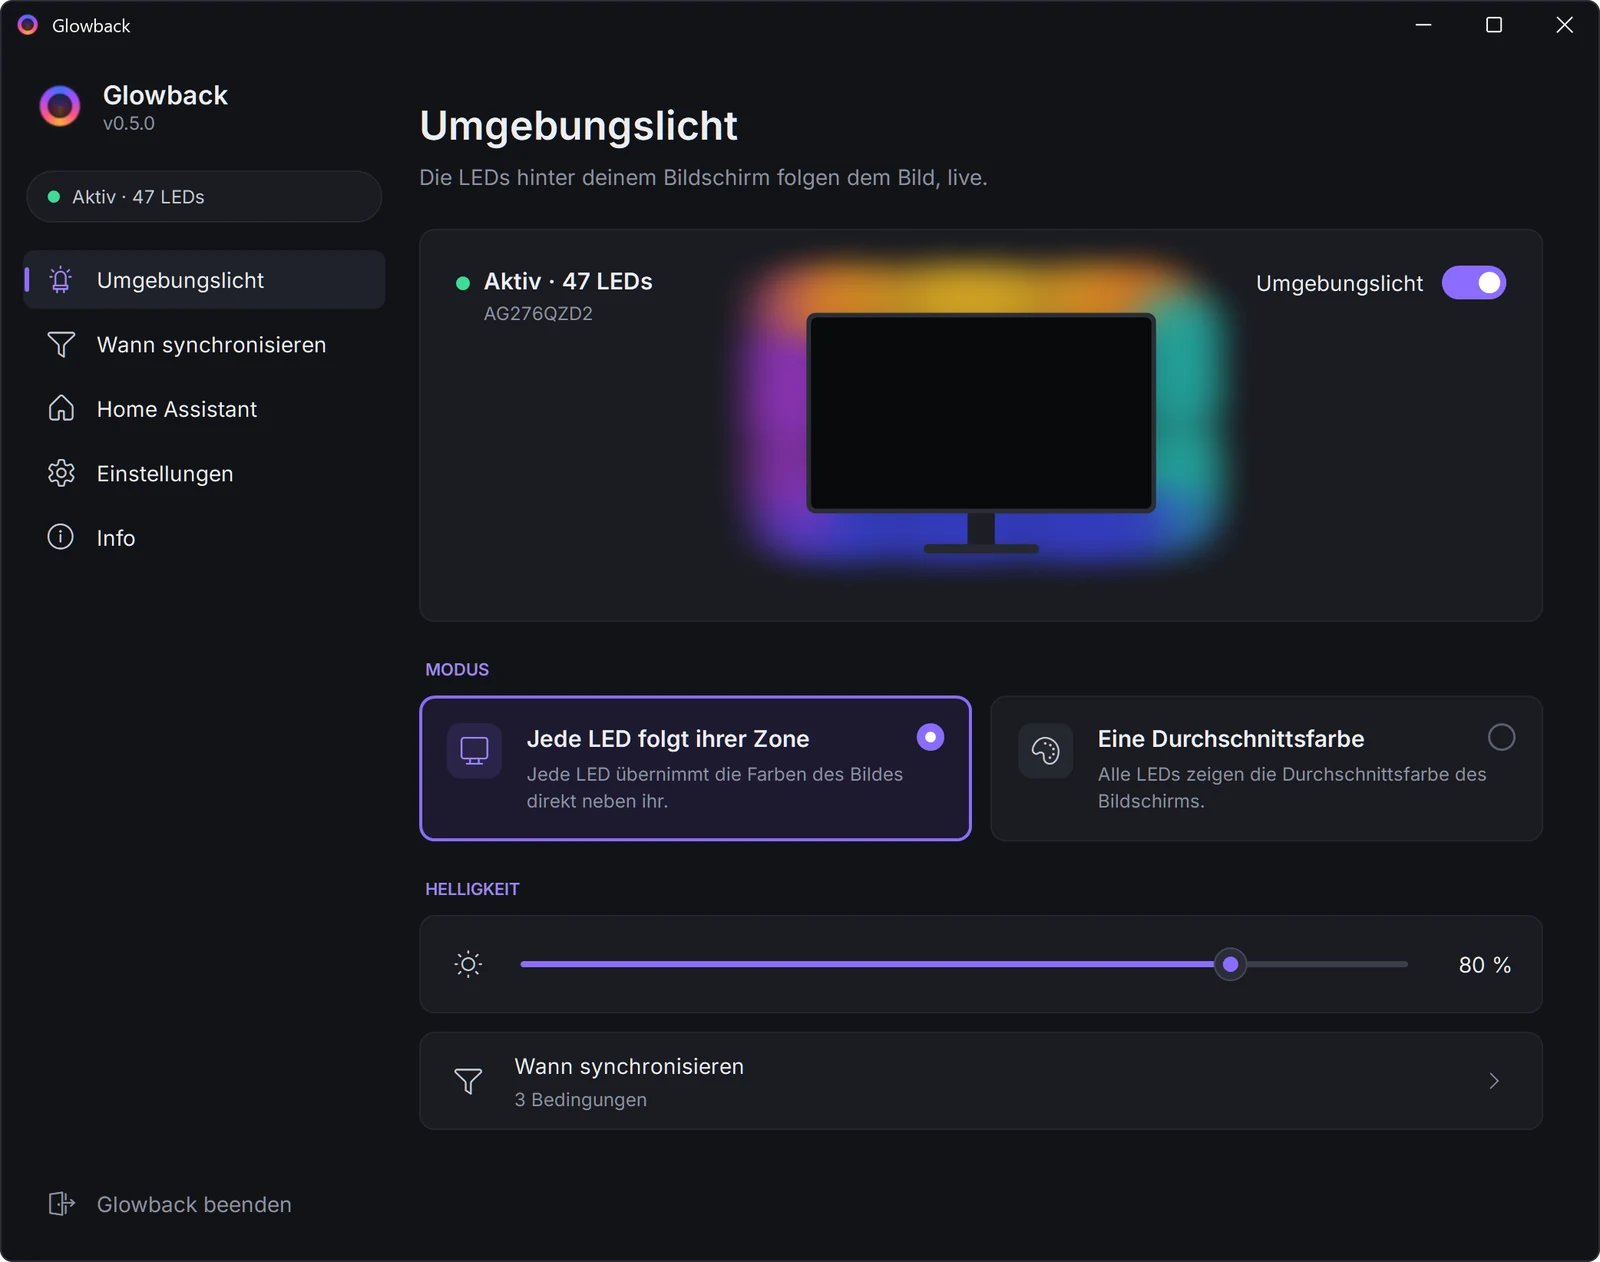 Glowback
Glowback
v0.5.0
Aktiv · 47 LEDs
Umgebungslicht
Wann synchronisieren
Home Assistant
Einstellungen
Info
Glowback beenden
Umgebungslicht
Die LEDs hinter deinem Bildschirm folgen dem Bild, live.
Aktiv · 47 LEDs
AG276QZD2
Umgebungslicht
MODUS
Jede LED folgt ihrer Zone
Jede LED übernimmt die Farben des Bildes
direkt neben ihr.
Eine Durchschnittsfarbe
Alle LEDs zeigen die Durchschnittsfarbe des
Bildschirms.
HELLIGKEIT
80 %
Wann synchronisieren
3 Bedingungen